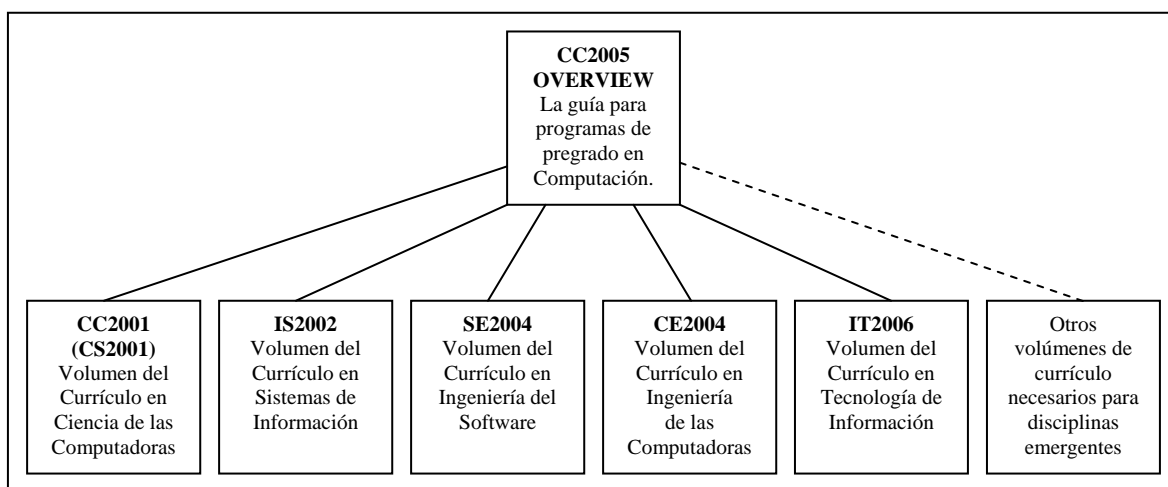 CC2005
OVERVIEW
La guía para
programas de
pregrado en
Computación.
CC2001
(CS2001)
Volumen del
Currículo en
Ciencia de las
Computadoras
IS2002
Volumen del
Currículo en
Sistemas de
Información
SE2004
Volumen del
Currículo en
Ingeniería del
Software
CE2004
Volumen del
Currículo en
Ingeniería
de las
Computadoras
IT2006
Volumen del
Currículo en
Tecnología de
Información
Otros
volúmenes de
currículo
necesarios para
disciplinas
emergentes